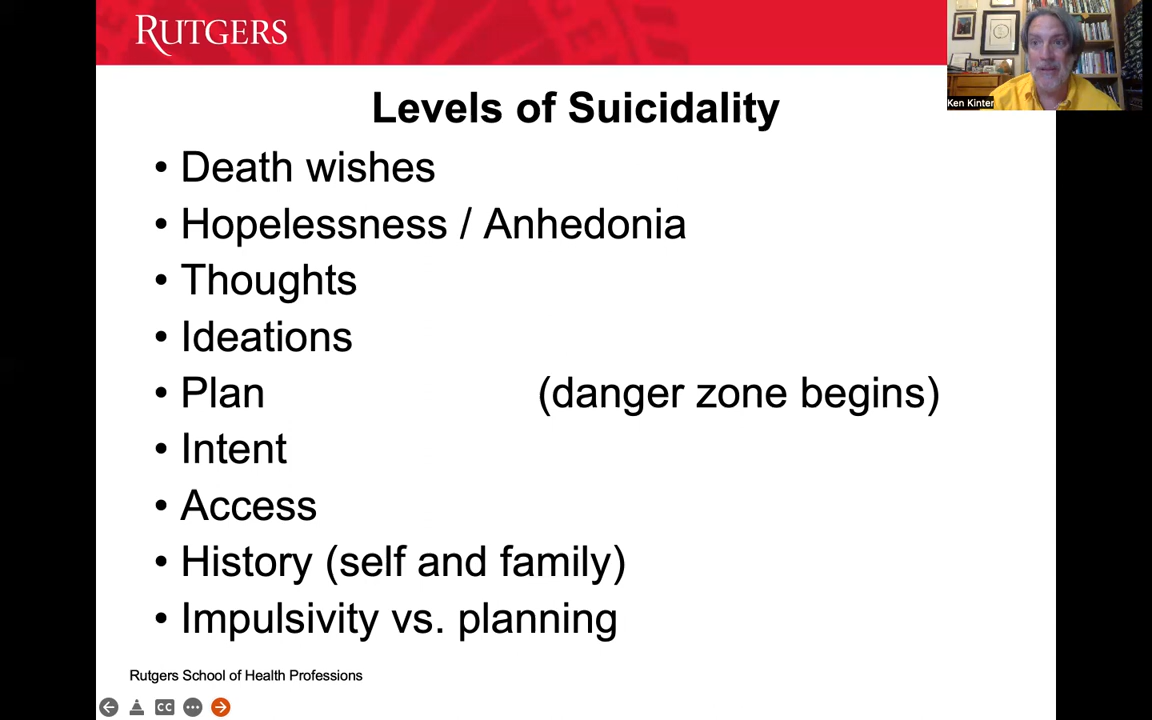 RUTGERS
Ken Kinter
Levels of Suicidality
• Death wishes
• Hopelessness / Anhedonia
• Thoughts
• Ideations
• Plan (danger zone begins)
• Intent
• Access
• History (self and family)
• Impulsivity vs. planning
Rutgers School of Health Professions
CC